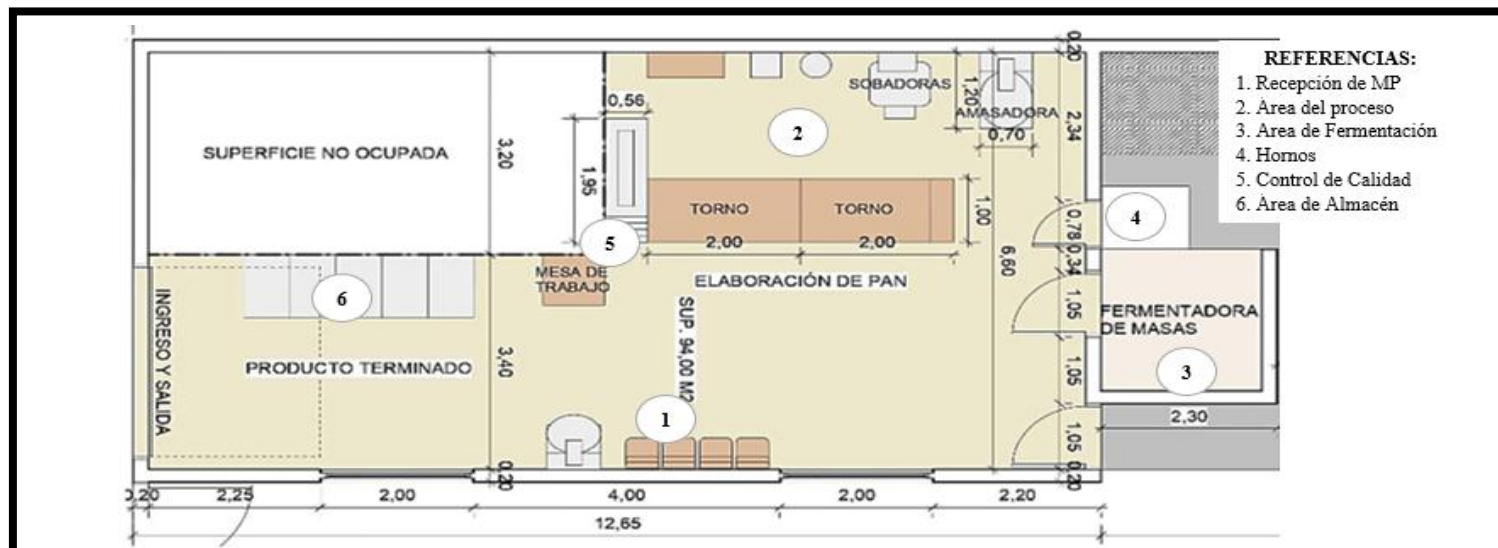 REFERENCIAS:
1. Recepción de MP
2. Area del proceso
3. Area de Fermentación
4. Hornos
5. Control de Calidad
6. Area de Almacén
0,20
SOBADORAS
1,20
AMASADORA
0,70
2,34
0,56
2
SUPERFICIE NO OCUPADA
3,20
1,95
TORNO
TORNO
1,00
0,78
4
5
2,00
2,00
6,60
0,34
MESA DE
TRABAJO
ELABORACIÓN DE PAN
6
INGRESO Y SALIDA
SUP. 94,00 M2
1,05
FERMENTADORA
DE MASAS
PRODUCTO TERMINADO
3,40
1,05
3
1
1,05
2,30
0,20
0,20
0,20
2,25
2,00
4,00
2,00
2,20
12,65